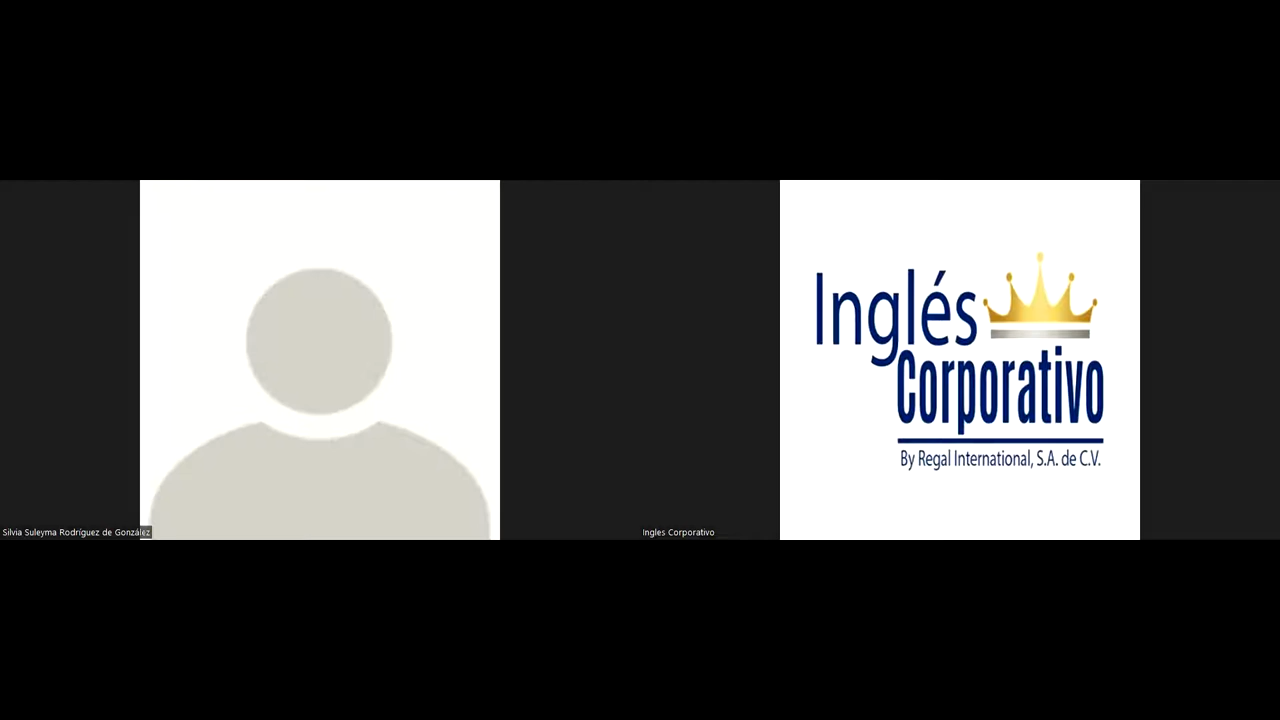 Inglés
Corporativo
By Regal International, S.A. de C.V.
Silvia Suleyma Rodríguez de González
Ingles Corporativo